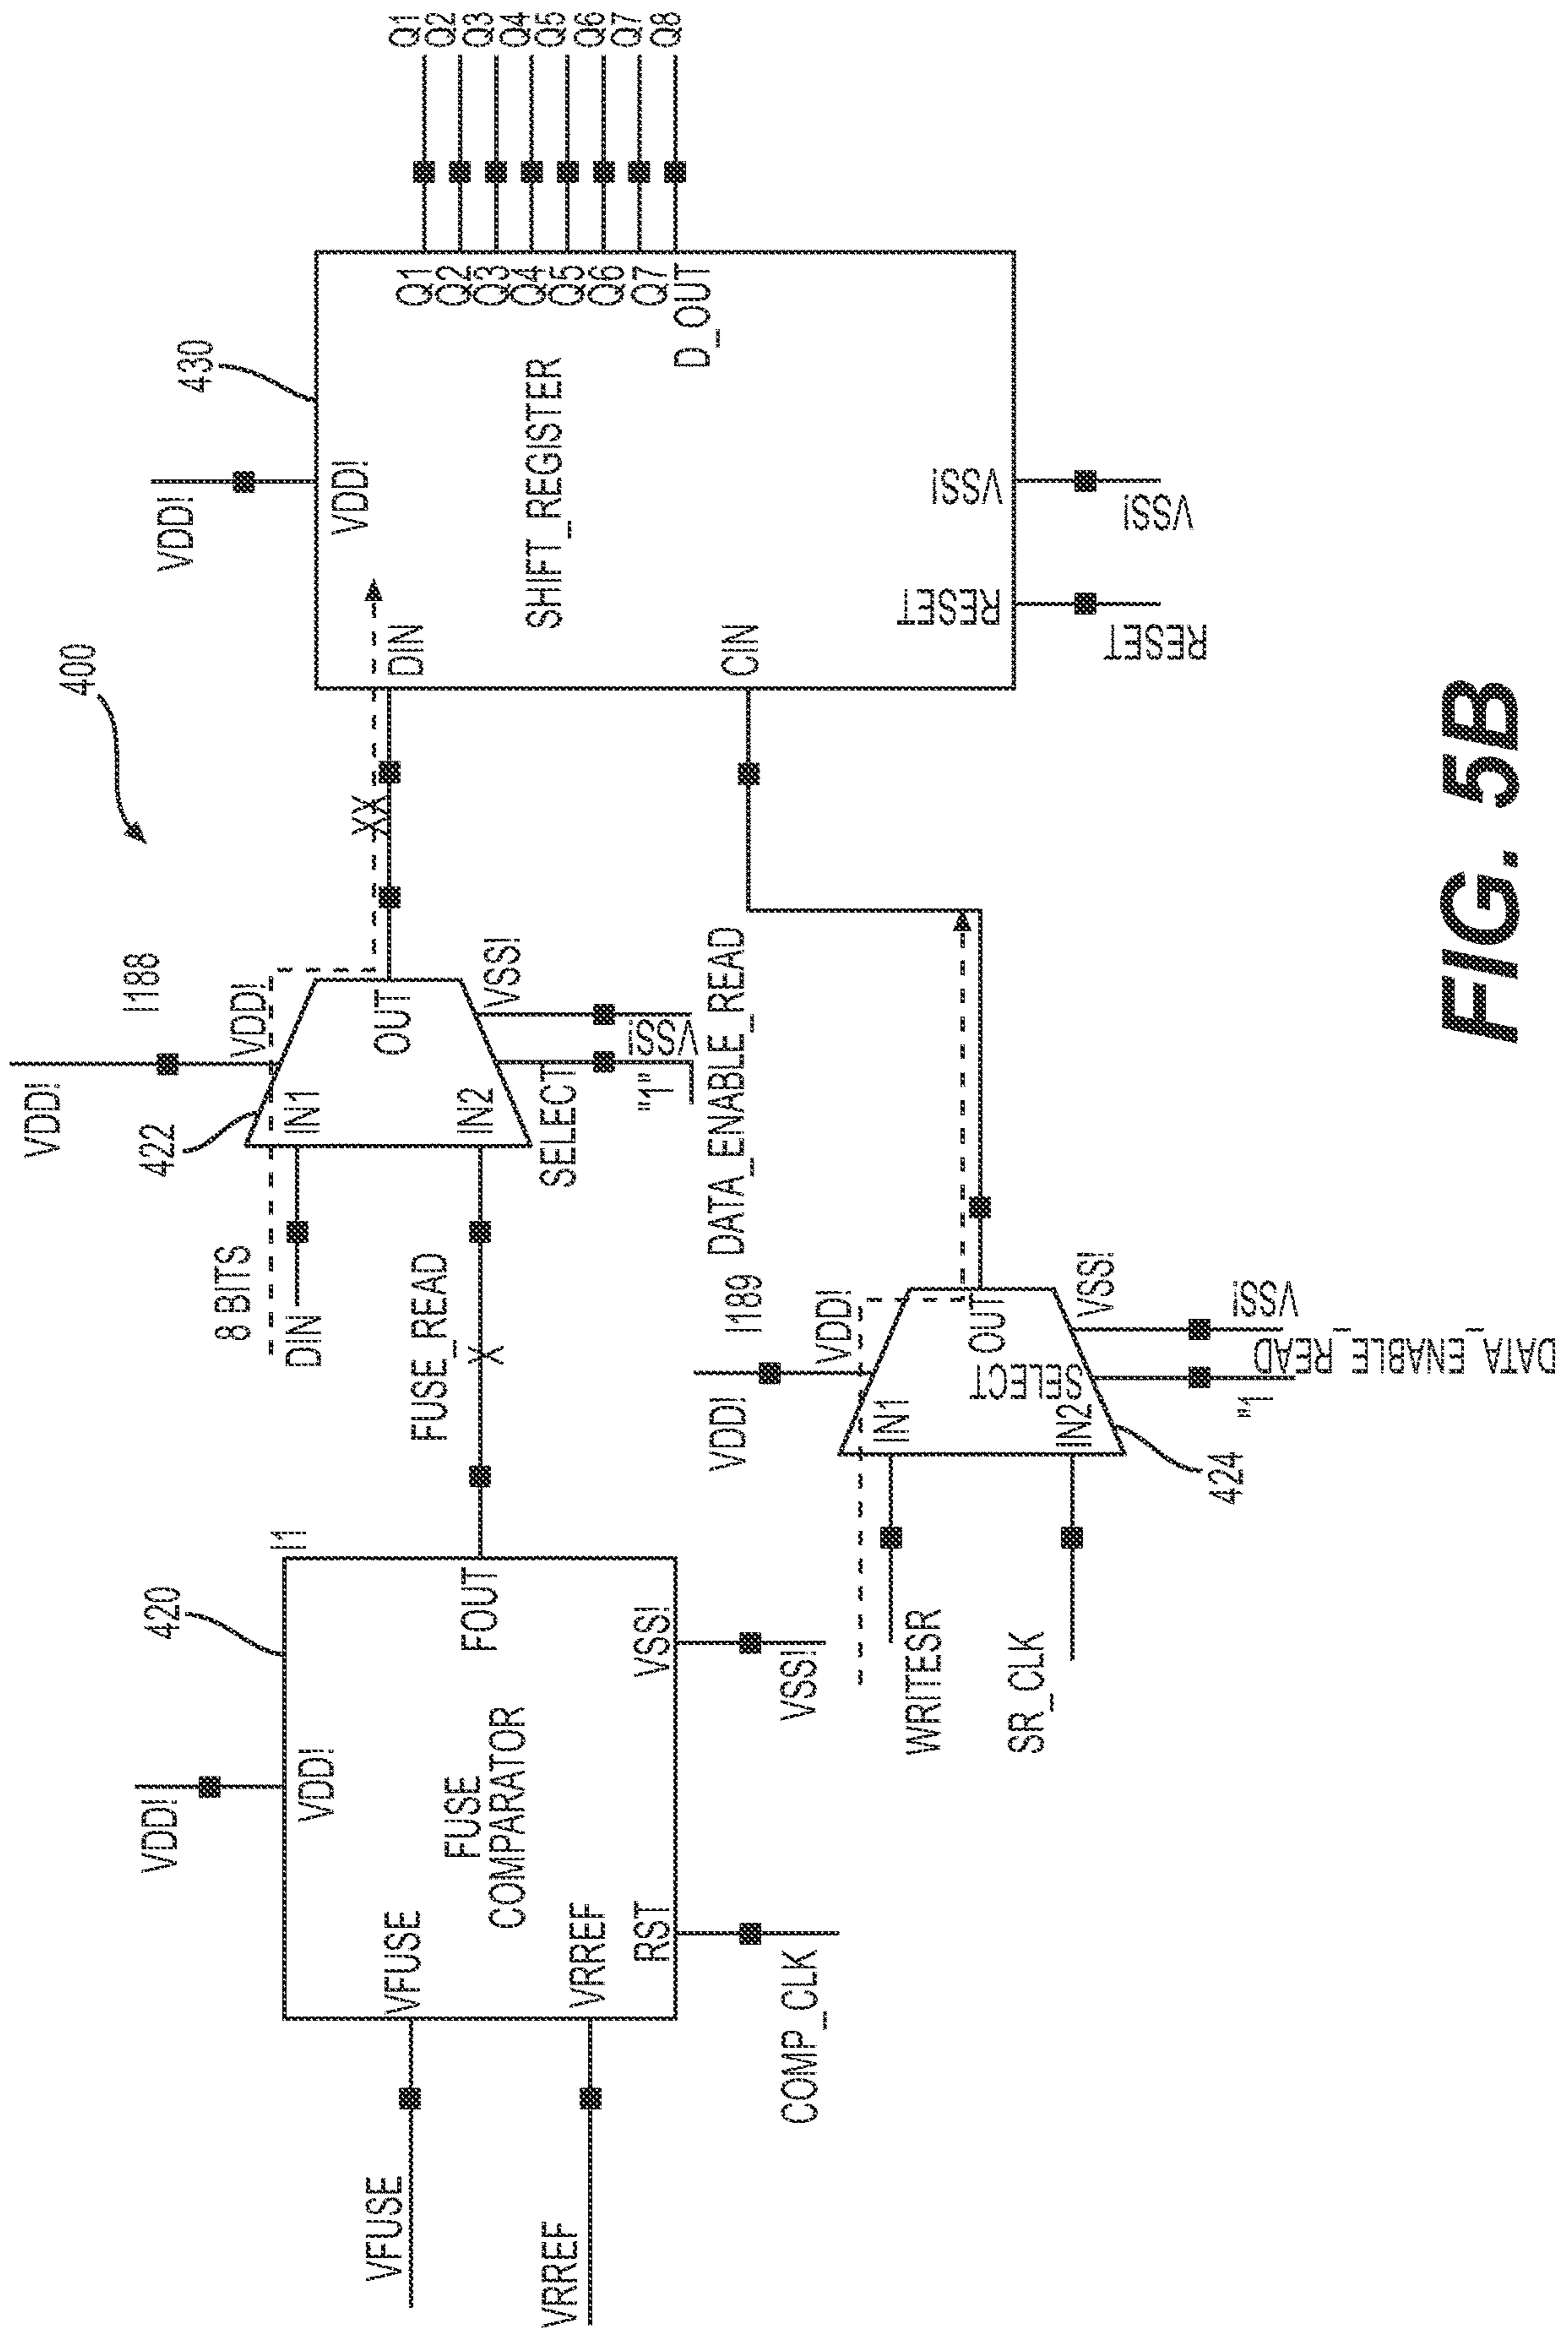 400
VDD!
430
VDD!
SHIFT_REGISTER
DIN
CIN
RESET
VSS!
RESET
VSS!
Q1
Q2
Q3
Q4
Q5
Q6
Q7
D_OUT
Q1
Q2
Q3
Q4
Q5
Q6
Q7
Q8
VDD!
I188
422
VDD!
IN1
IN2
OUT
8 BITS
DIN
XX
SELECT
"1"
VSS!
VSS!
DATA_ENABLE_READ
FUSE_READ
X
VDD!
420
I1
VDD!
FUSE
COMPARATOR
VFUSE
VRREF
RST
FOUT
VSS!
VFUSE
VRREF
COMP_CLK
VSS!
VDD!
I189
VDD!
IN1
IN2
SELECT
OUT
VSS!
WRITESR
SR_CLK
424
"1
DATA_ENABLE_READ
VSS!
FIG. 5B